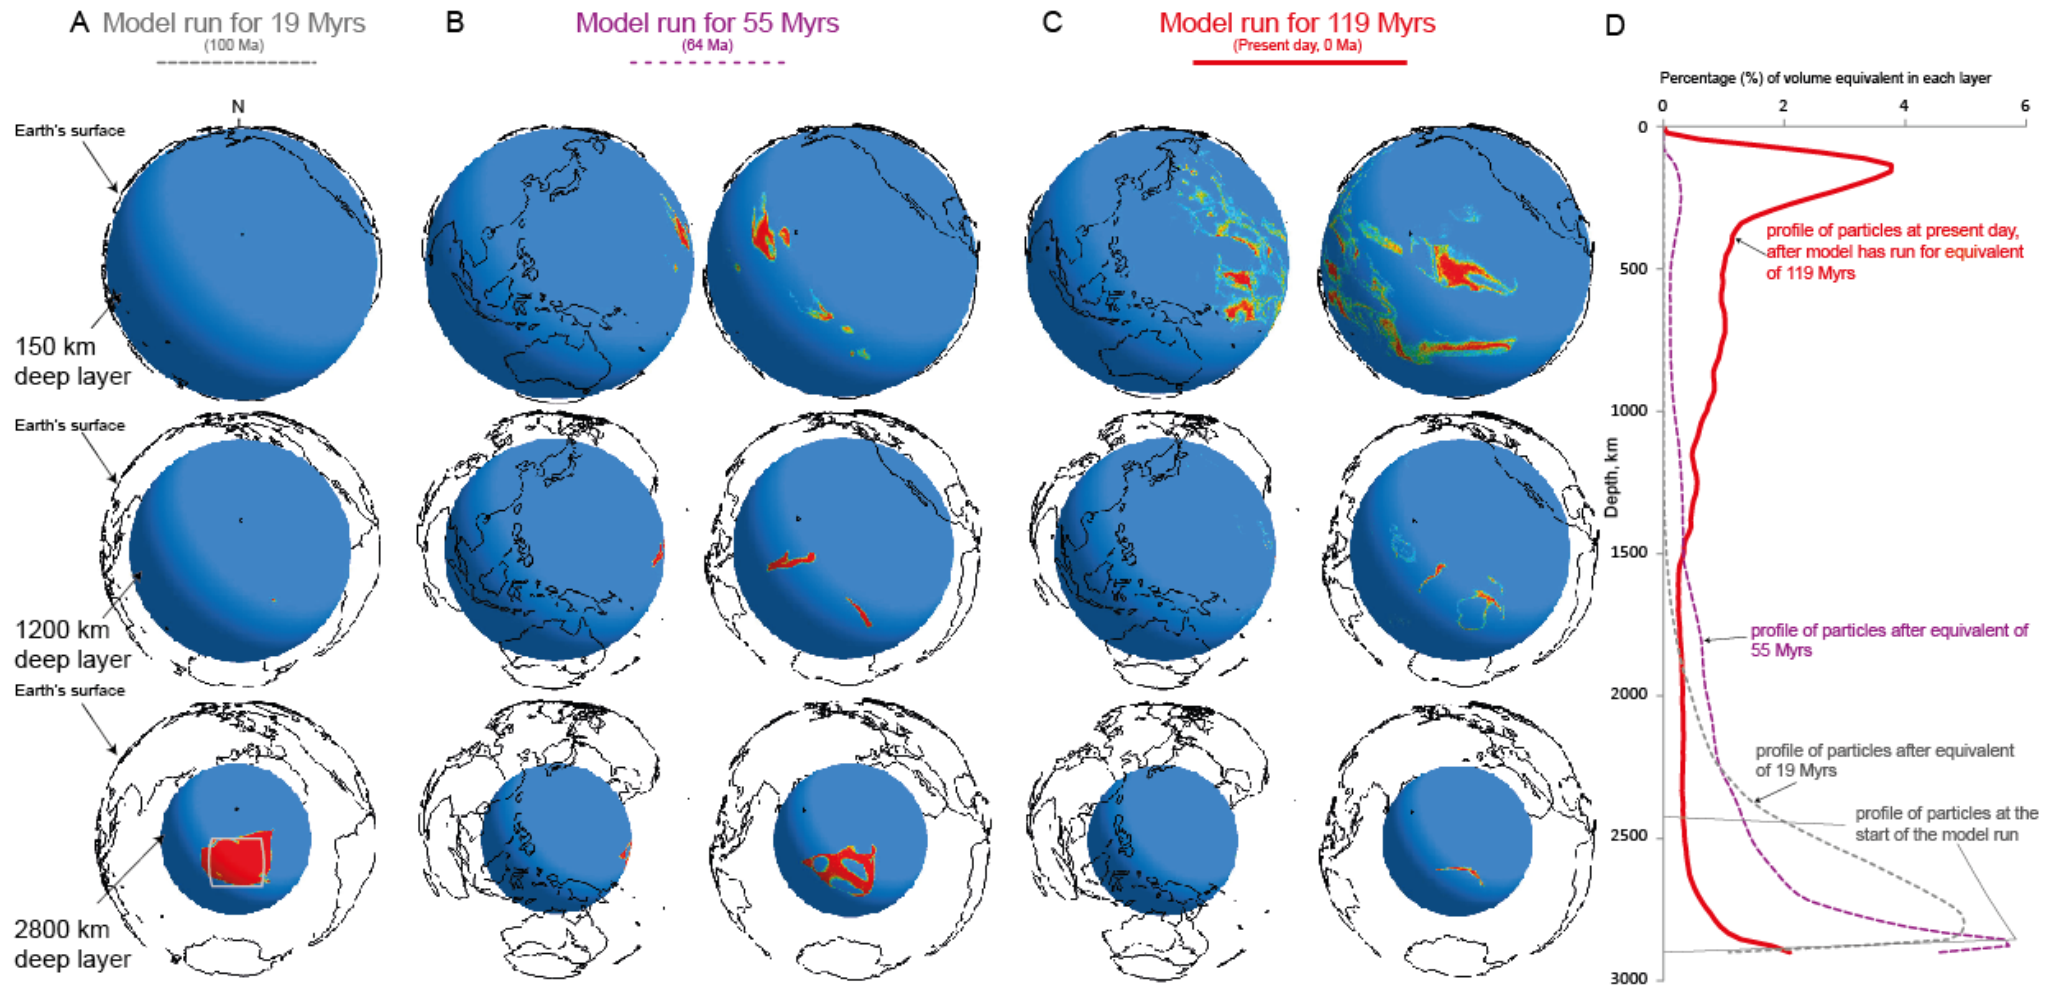 A Model run for 19 Myrs
(100 Ma)
B Model run for 55 Myrs
(64 Ma)
C Model run for 119 Myrs
(Present day, 0 Ma)
D
Percentage (%) of volume equivalent in each layer
0 2 4 6
N
Earth's surface
150 km
deep layer
Earth's surface
1200 km
deep layer
Earth's surface
2800 km
deep layer
0
500
1000
1500
2000
2500
3000
Depth, km
profile of particles at present day,
after model has run for equivalent
of 119 Myrs
profile of particles after equivalent of
55 Myrs
profile of particles after equivalent
of 19 Myrs
profile of particles at the
start of the model run